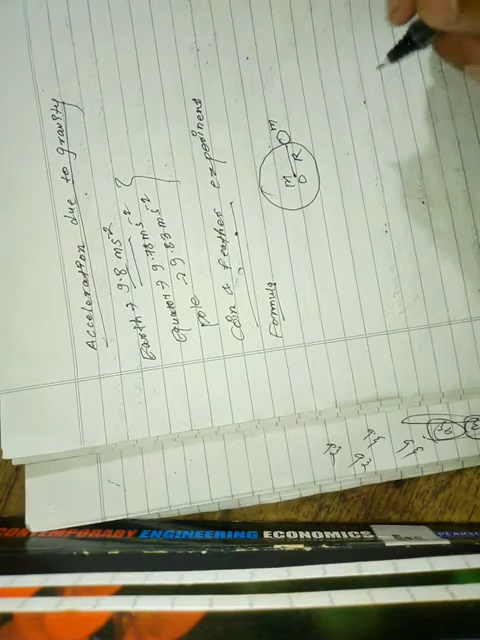 Acceleration due to gravity
Earth → 9.8 ms⁻²
Equator → 9.78 ms⁻²
Pole → 9.83 ms⁻²
Coin & feather experiment
Formula
M
R
m
CONTEMPORARY ENGINEERING ECONOMICS